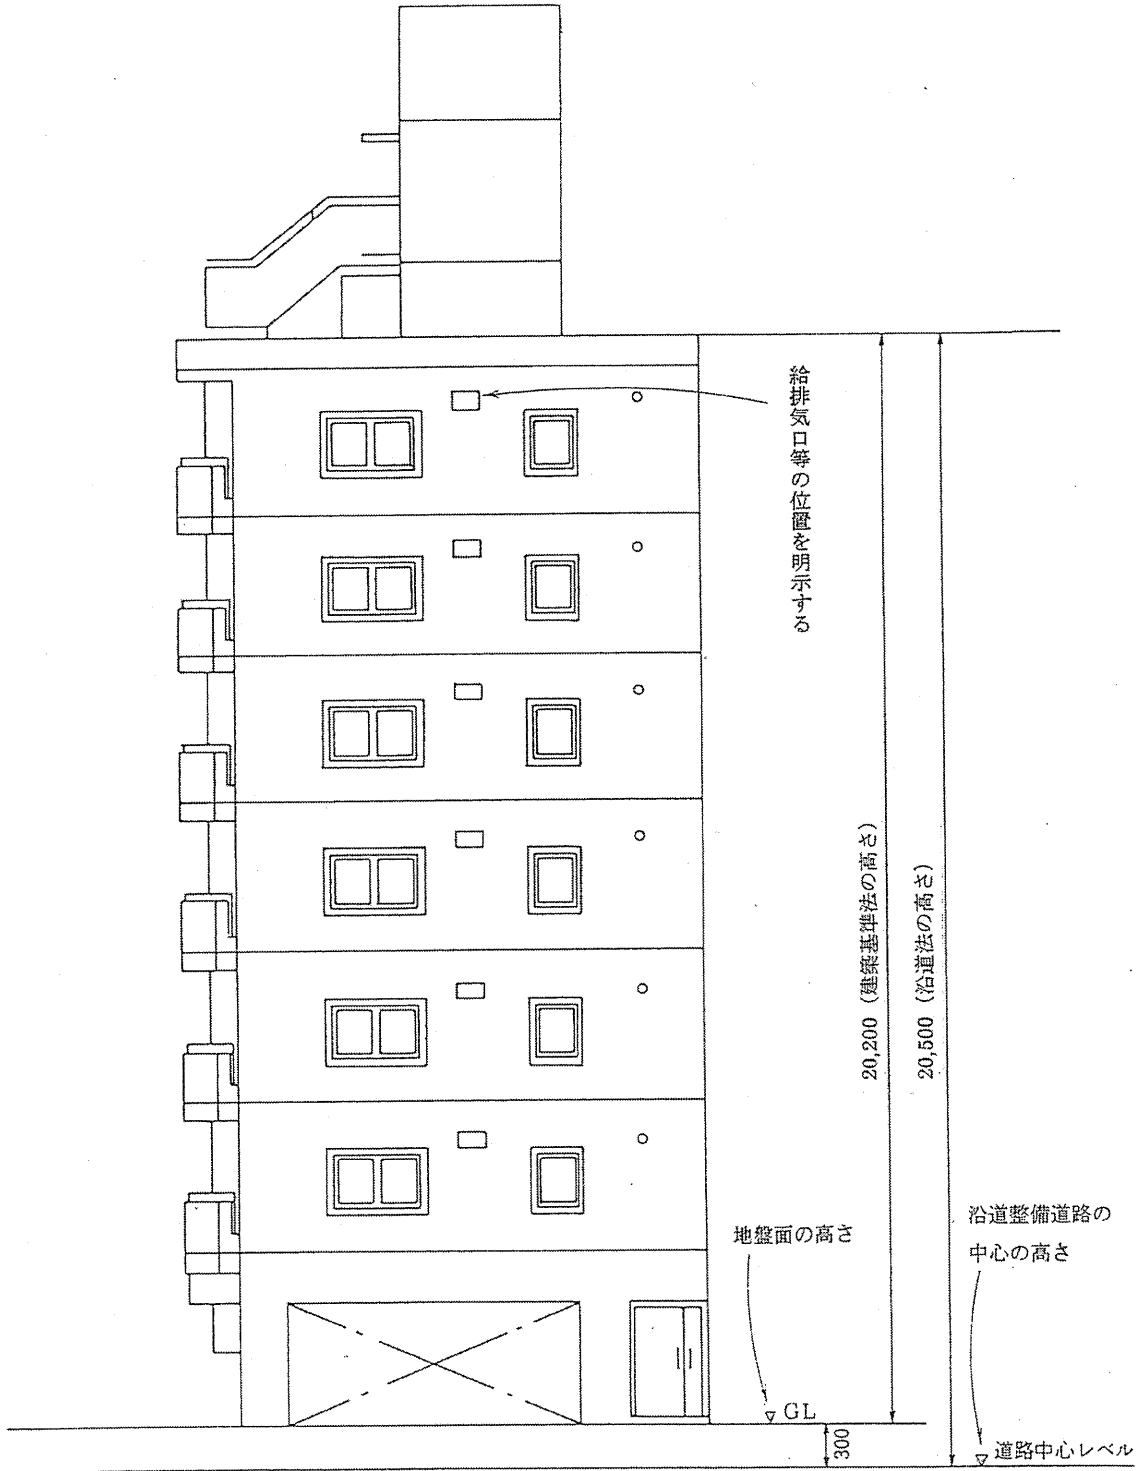 給排気口等の位置を明示する
20,200 (建築基準法の高さ)
20,500 (沿道法の高さ)
沿道整備道路の
中心の高さ
地盤面の高さ
GL
300
道路中心レベル